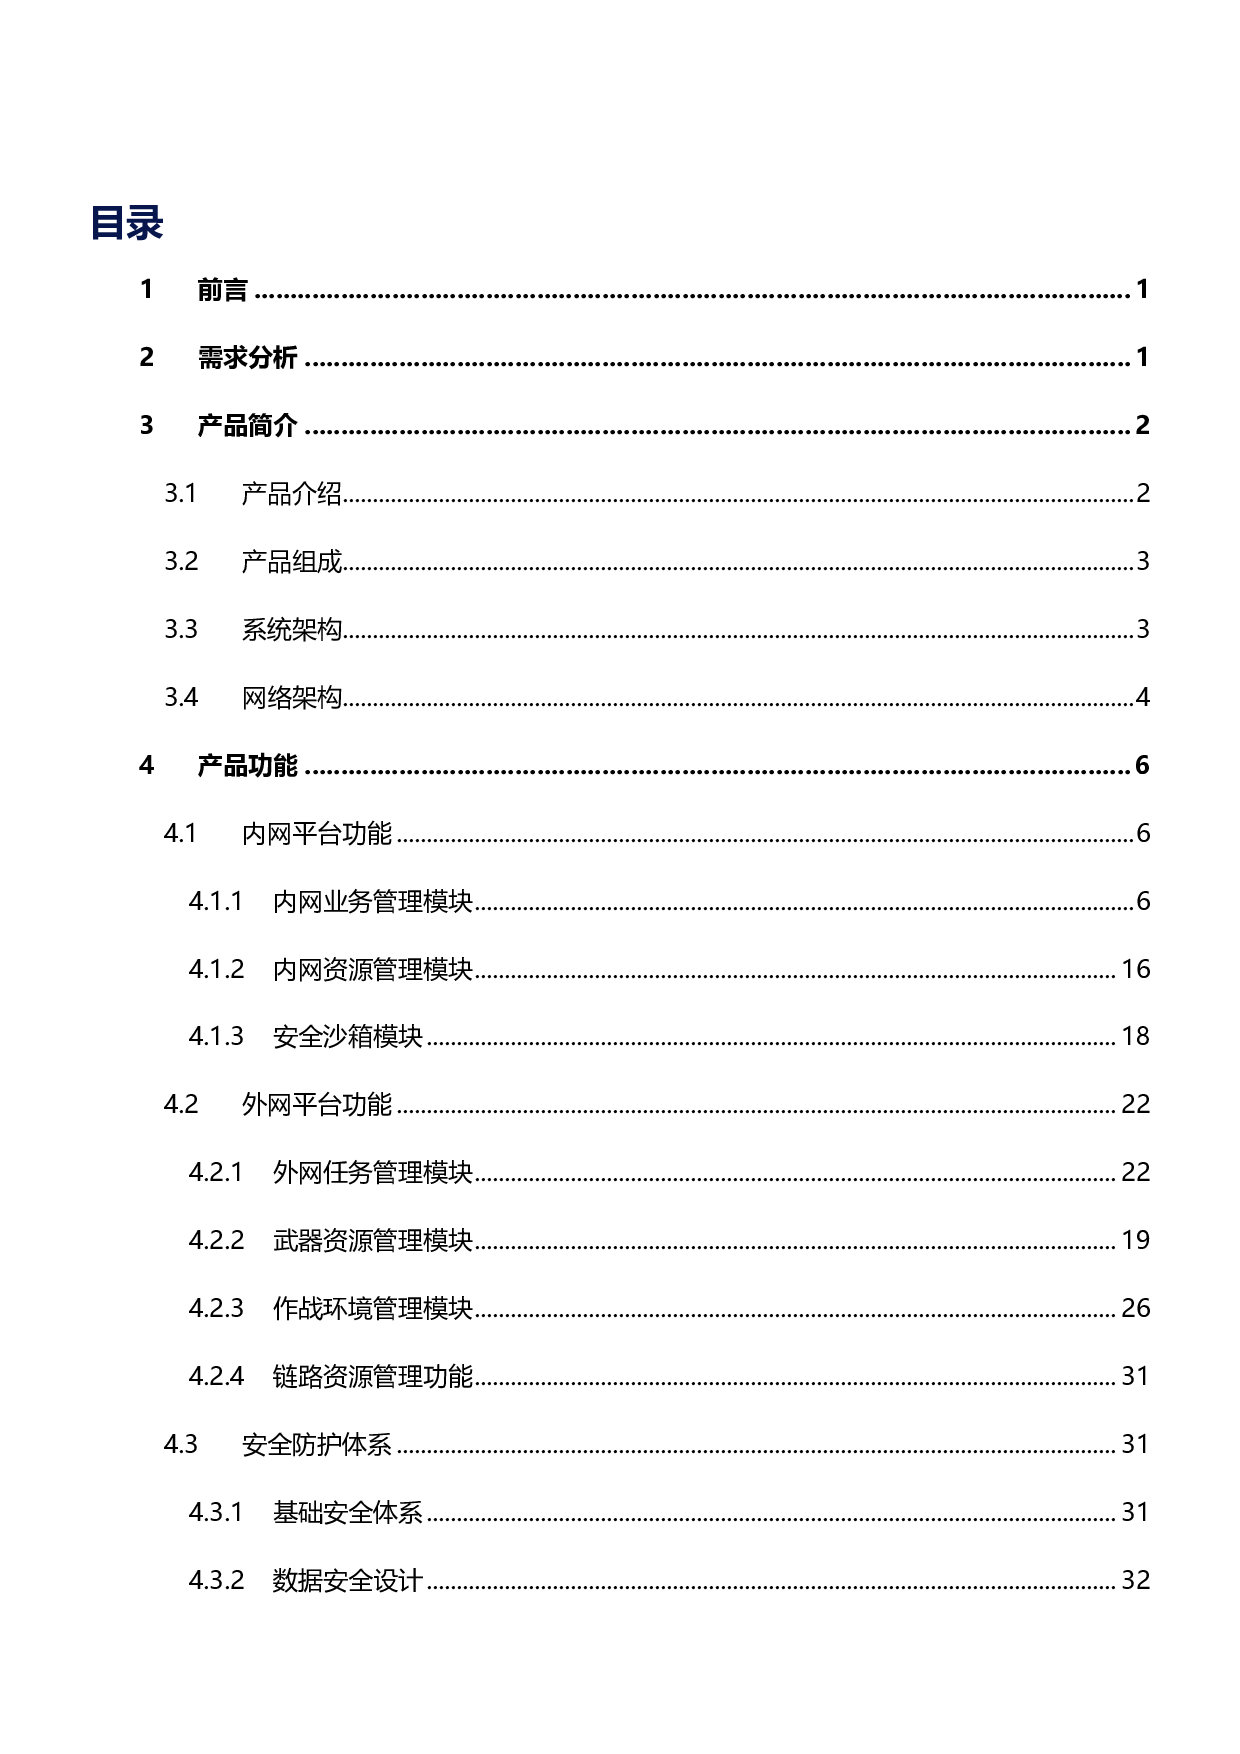 目录
1 前言 ........ 1
2 需求分析 ........ 1
3 产品简介 ........ 2
3.1 产品介绍 ........ 2
3.2 产品组成 ........ 3
3.3 系统架构 ........ 3
3.4 网络架构 ........ 4
4 产品功能 ........ 6
4.1 内网平台功能 ........ 6
4.1.1 内网业务管理模块 ........ 6
4.1.2 内网资源管理模块 ........ 16
4.1.3 安全沙箱模块 ........ 18
4.2 外网平台功能 ........ 22
4.2.1 外网任务管理模块 ........ 22
4.2.2 武器资源管理模块 ........ 19
4.2.3 作战环境管理模块 ........ 26
4.2.4 链路资源管理功能 ........ 31
4.3 安全防护体系 ........ 31
4.3.1 基础安全体系 ........ 31
4.3.2 数据安全设计 ........ 32